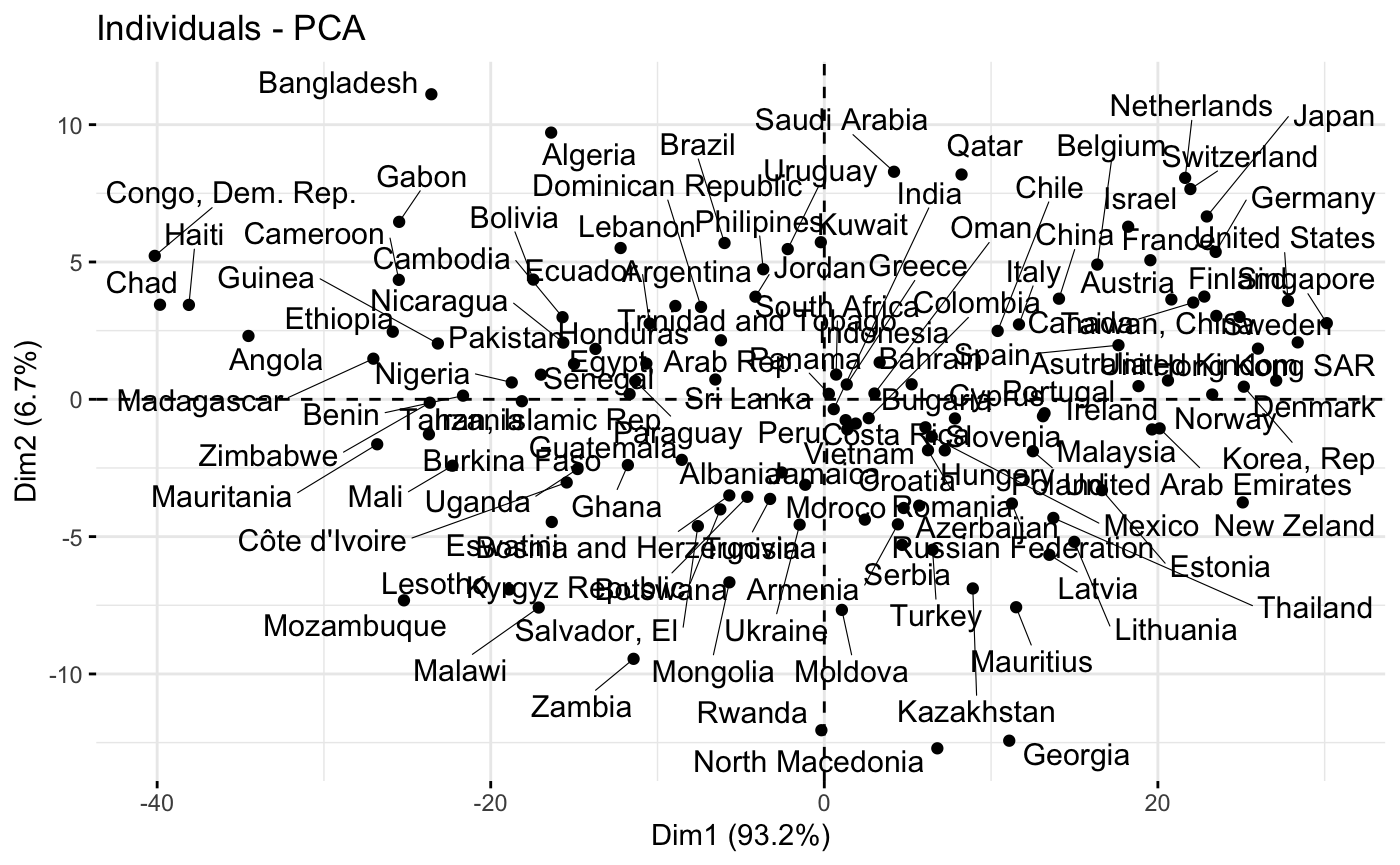 Individuals - PCA
Bangladesh
Netherlands
Japan
Saudi Arabia
Algeria
Brazil
Qatar
Belgium
Switzerland
Gabon
Uruguay
Congo, Dem. Rep.
Dominican Republic
India
Chile
Israel
Germany
Haiti
Cameroon
Bolivia
Lebanon
Philipines
Kuwait
Oman
China
France
United States
Chad
Guinea
Cambodia
Ecuador
Argentina
Jordan
Greece
Italy
Austria
Finland
Singapore
Nicaragua
South Africa
Colombia
Ethiopia
Trinidad and Tobago
Canada
Taiwan, China
Sweden
Pakistan
Honduras
Indonesia
Angola
Egypt, Arab Rep.
Panama
Bahrain
Spain
Asutralia
United Kingdom
Hong Kong SAR
Nigeria
Senegal
Madagascar
Sri Lanka
Bulgaria
Cyprus
Portugal
Benin
Tanzania
Iran, Islamic Rep.
Ireland
Norway
Denmark
Paraguay
Peru
Costa Rica
Slovenia
Zimbabwe
Guatemala
Vietnam
Malaysia
Korea, Rep
Burkina Faso
Albania
Jamaica
Croatia
Hungary
Poland
United Arab Emirates
Mauritania
Mali
Uganda
Ghana
Moroco
Romania
Azerbaijan
Mexico
New Zeland
Côte d'Ivoire
Eswatini
Bosnia and Herzegovina
Tunisia
Russian Federation
Estonia
Lesotho
Kyrgyz Republic
Botswana
Armenia
Serbia
Latvia
Thailand
Mozambuque
Salvador, El
Ukraine
Turkey
Lithuania
Malawi
Mongolia
Moldova
Mauritius
Zambia
Rwanda
Kazakhstan
North Macedonia
Georgia
10
5
0
-5
-10
Dim2 (6.7%)
-40
-20
0
20
Dim1 (93.2%)